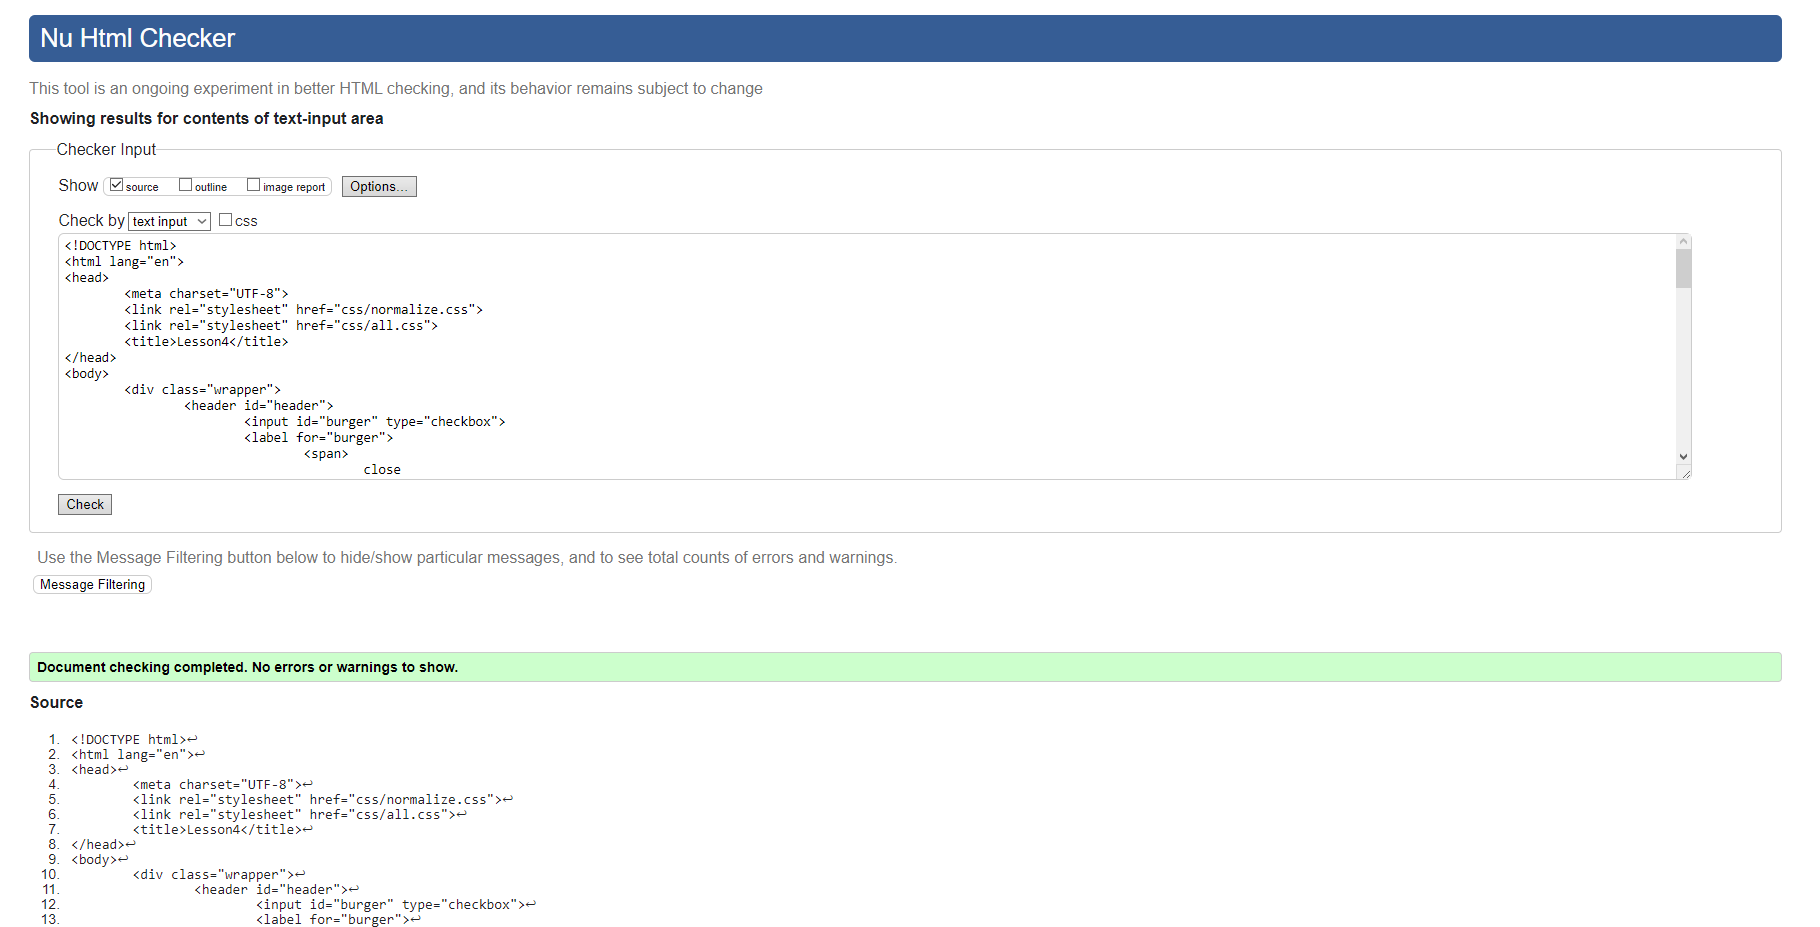 Nu Html Checker
This tool is an ongoing experiment in better HTML checking, and its behavior remains subject to change
Showing results for contents of text-input area
Checker Input
Show source outline image report Options...
Check by text input css
<!DOCTYPE html>
<html lang="en">
<head>
<meta charset="UTF-8">
<link rel="stylesheet" href="css/normalize.css">
<link rel="stylesheet" href="css/all.css">
<title>Lesson4</title>
</head>
<body>
<div class="wrapper">
<header id="header">
<input id="burger" type="checkbox">
<label for="burger">
<span>
close
Check
Use the Message Filtering button below to hide/show particular messages, and to see total counts of errors and warnings.
Message Filtering
Document checking completed. No errors or warnings to show.
Source
1. <!DOCTYPE html>↩
2. <html lang="en">↩
3. <head>↩
4. <meta charset="UTF-8">↩
5. <link rel="stylesheet" href="css/normalize.css">↩
6. <link rel="stylesheet" href="css/all.css">↩
7. <title>Lesson4</title>↩
8. </head>↩
9. <body>↩
10. <div class="wrapper">↩
11. <header id="header">↩
12. <input id="burger" type="checkbox">↩
13. <label for="burger">↩